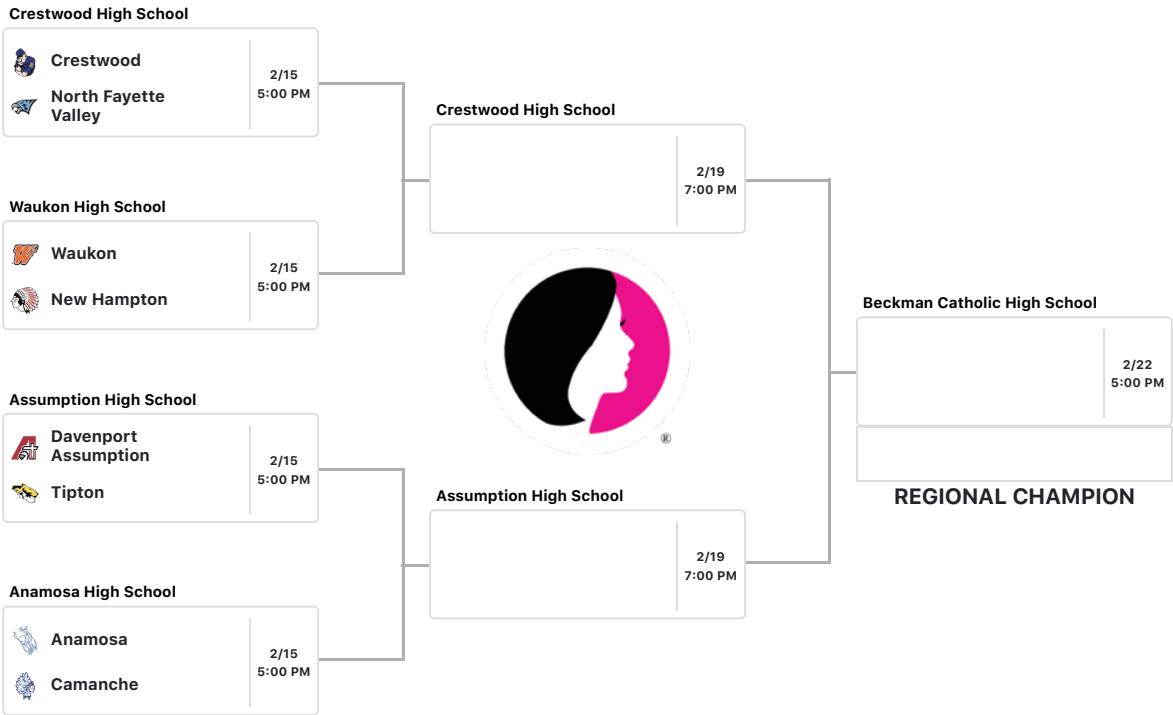 Crestwood High School
Crestwood
North Fayette
Valley
2/15
5:00 PM
Waukon High School
Waukon
New Hampton
2/15
5:00 PM
Assumption High School
Davenport
Assumption
Tipton
2/15
5:00 PM
Anamosa High School
Anamosa
Camanche
2/15
5:00 PM
Crestwood High School
2/19
7:00 PM
®
Assumption High School
2/19
7:00 PM
Beckman Catholic High School
2/22
5:00 PM
REGIONAL CHAMPION